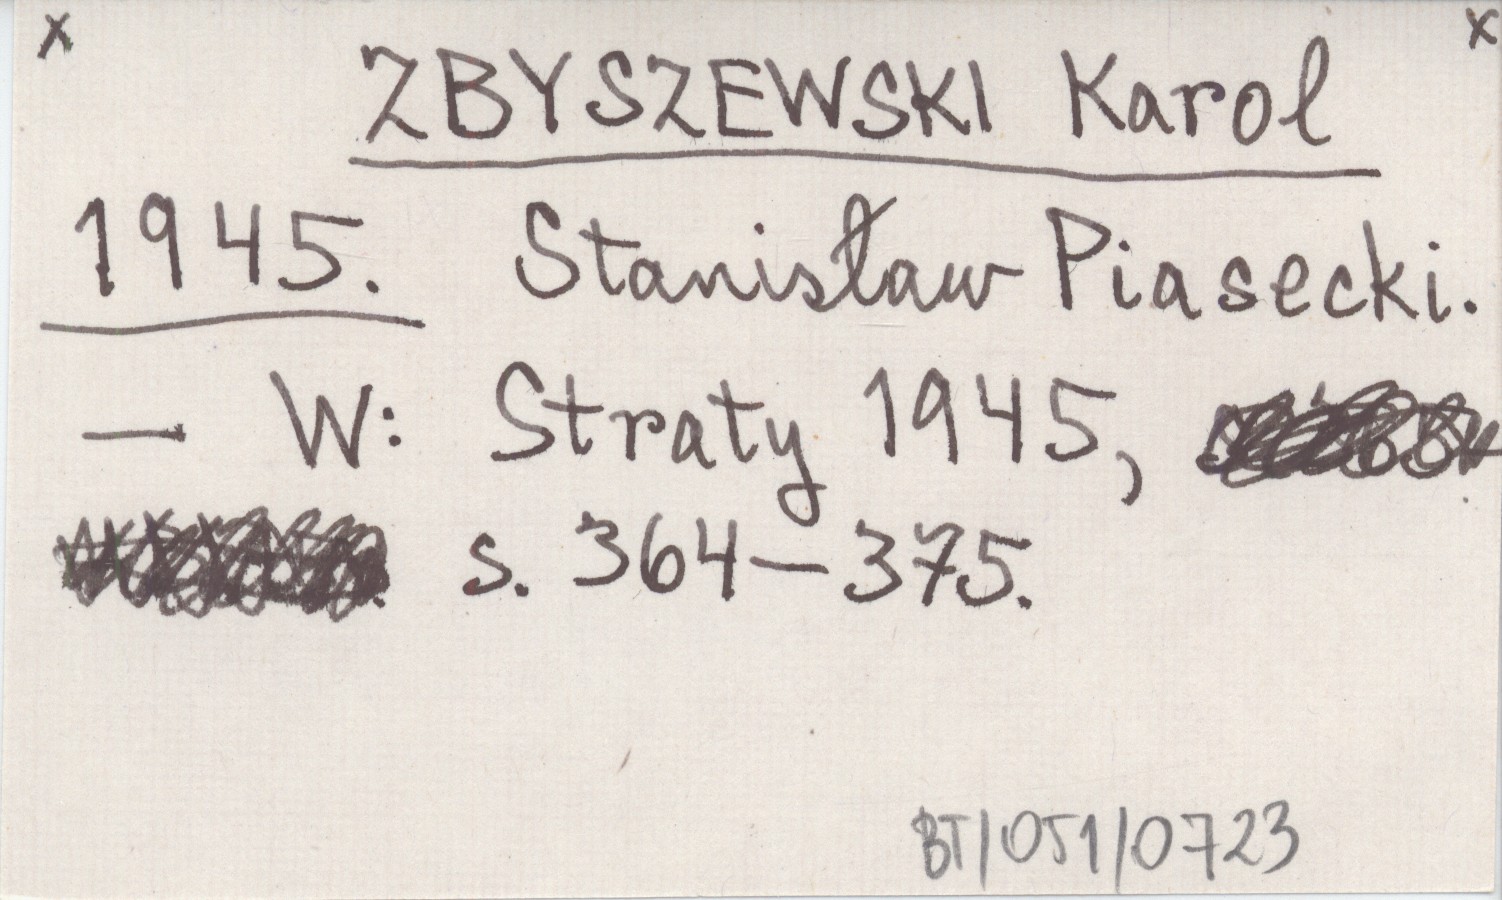 x x
ZBYSZEWSKI Karol
1945. Stanisław Piasecki.
— W: Straty 1945,
s. 364—375.
BT/051/0723